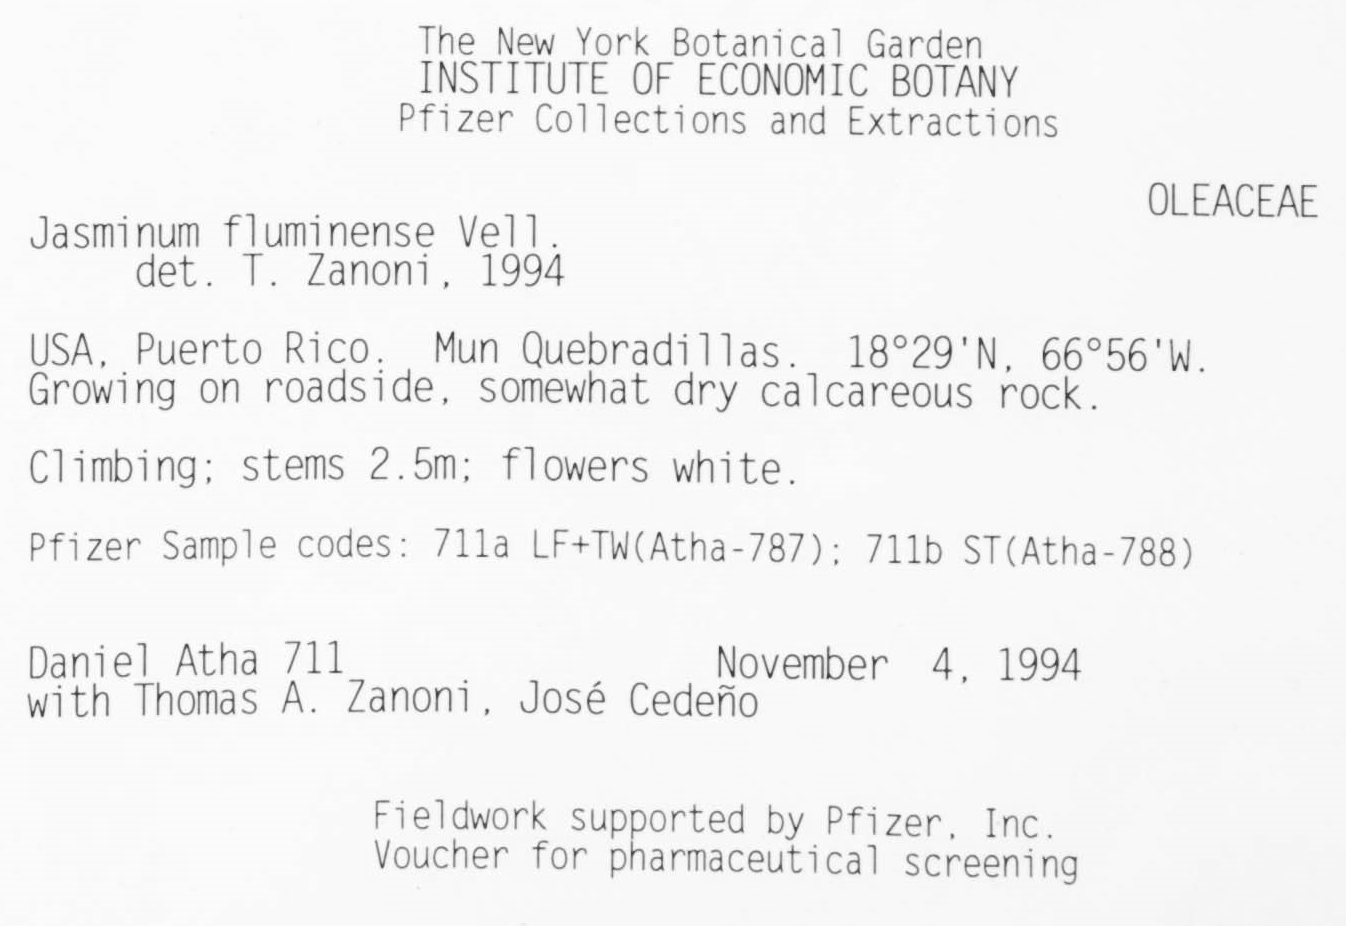 The New York Botanical Garden
INSTITUTE OF ECONOMIC BOTANY
Pfizer Collections and Extractions
OLEACEAE
Jasminum fluminense Vell.
det. T. Zanoni, 1994
USA, Puerto Rico. Mun Quebradillas. 18°29'N, 66°56'W.
Growing on roadside, somewhat dry calcareous rock.
Climbing; stems 2.5m; flowers white.
Pfizer Sample codes: 711a LF+TW(Atha-787); 711b ST(Atha-788)
Daniel Atha 711 November 4, 1994
with Thomas A. Zanoni, José Cedeño
Fieldwork supported by Pfizer, Inc.
Voucher for pharmaceutical screening